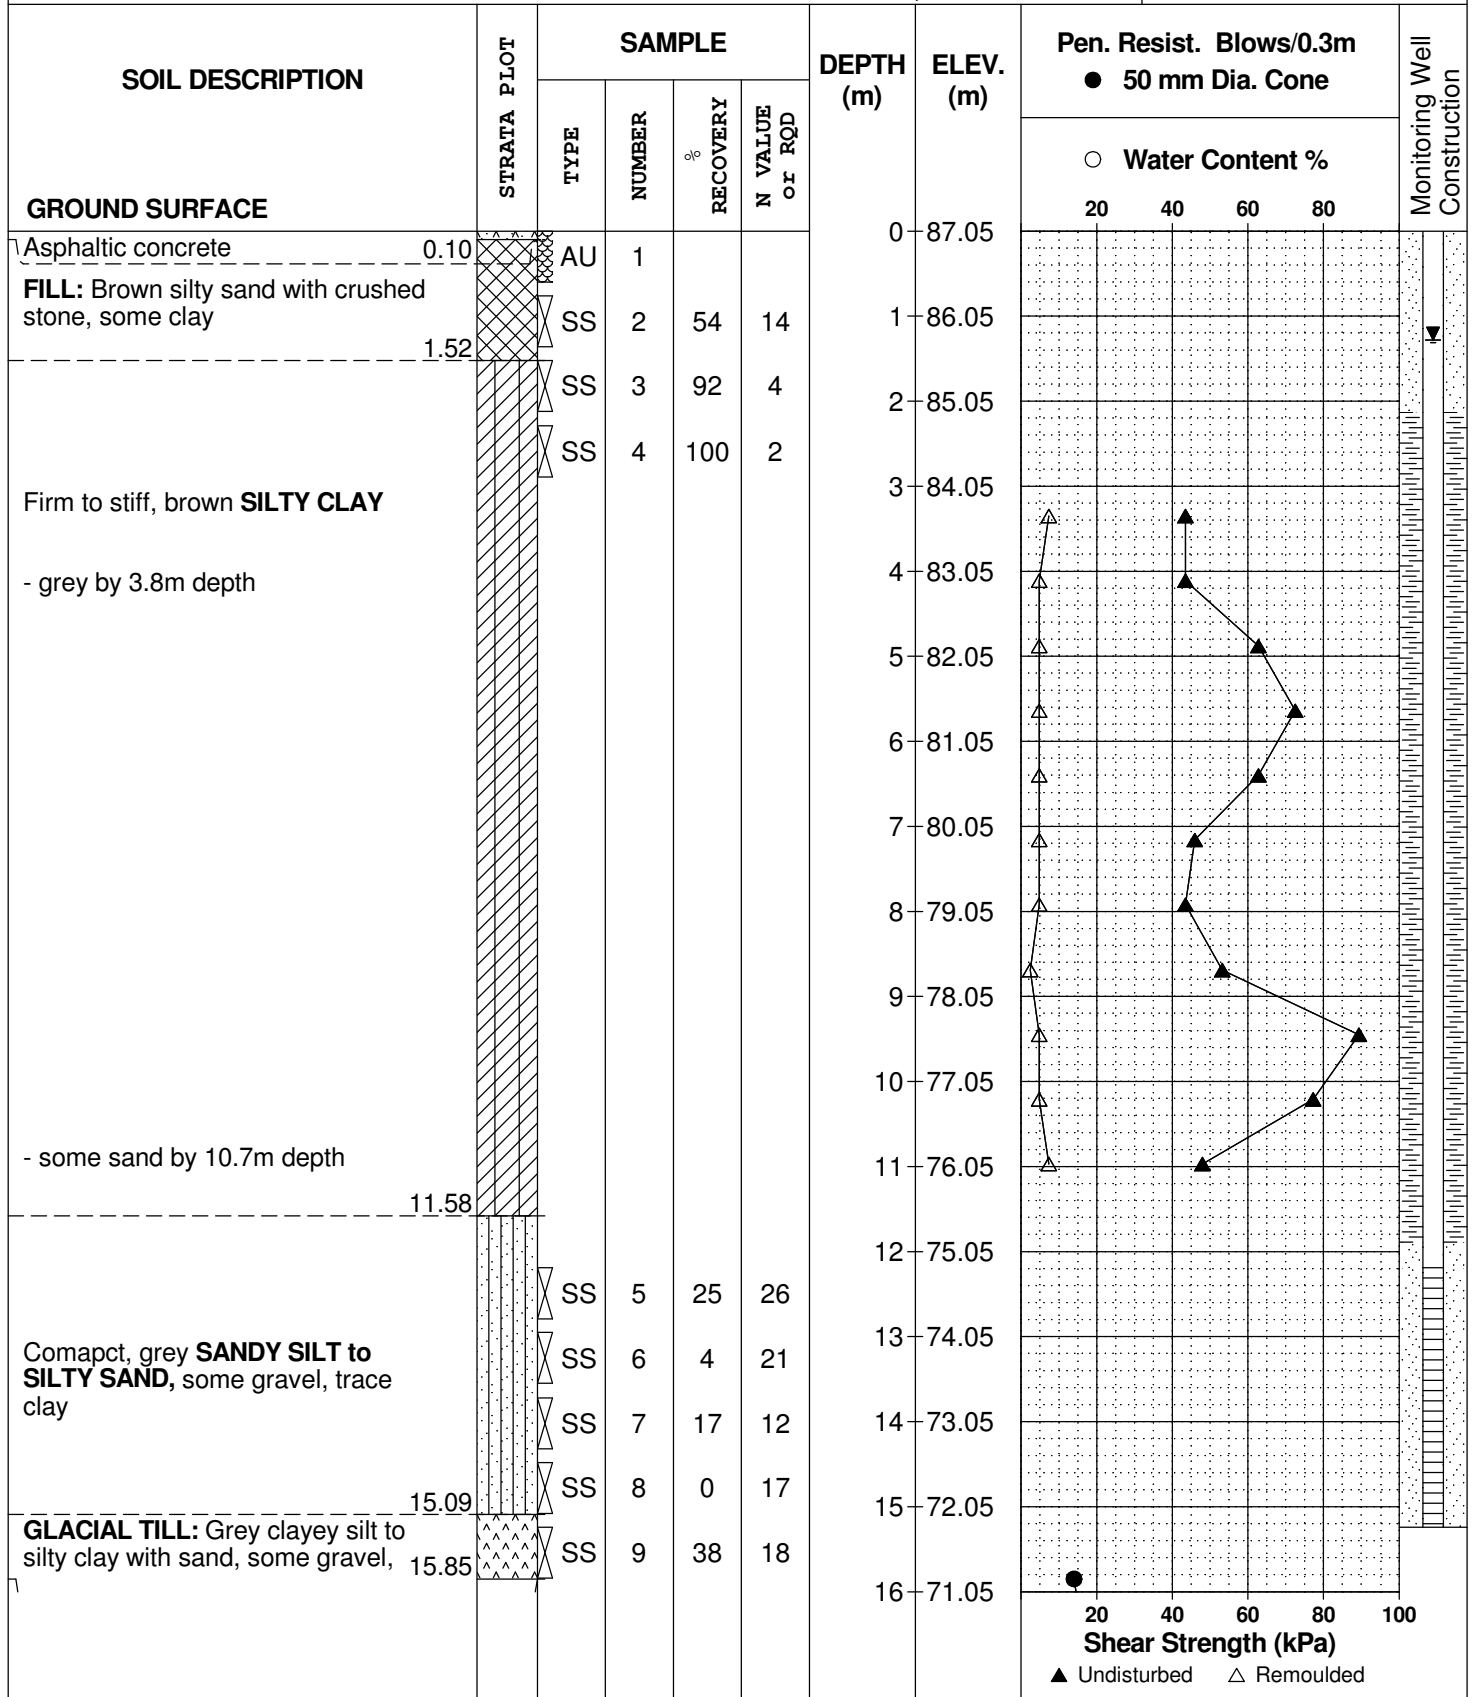 SOIL DESCRIPTION
GROUND SURFACE
STRATA PLOT
SAMPLE
TYPE
NUMBER
%
RECOVERY
N VALUE
or RQD
DEPTH
(m)
ELEV.
(m)
Pen. Resist. Blows/0.3m
● 50 mm Dia. Cone
○ Water Content %
20 40 60 80
Monitoring Well
Construction
0 87.05
Asphaltic concrete 0.10
AU 1
FILL: Brown silty sand with crushed
stone, some clay
1.52
SS 2 54 14
1 86.05
SS 3 92 4
2 85.05
SS 4 100 2
3 84.05
Firm to stiff, brown SILTY CLAY
4 83.05
- grey by 3.8m depth
5 82.05
6 81.05
7 80.05
8 79.05
9 78.05
10 77.05
- some sand by 10.7m depth
11 76.05
11.58
12 75.05
SS 5 25 26
13 74.05
Comapct, grey SANDY SILT to
SILTY SAND, some gravel, trace
clay
SS 6 4 21
SS 7 17 12
14 73.05
SS 8 0 17
15.09
15 72.05
GLACIAL TILL: Grey clayey silt to
silty clay with sand, some gravel,
15.85
SS 9 38 18
16 71.05
20 40 60 80 100
Shear Strength (kPa)
▲ Undisturbed △ Remoulded